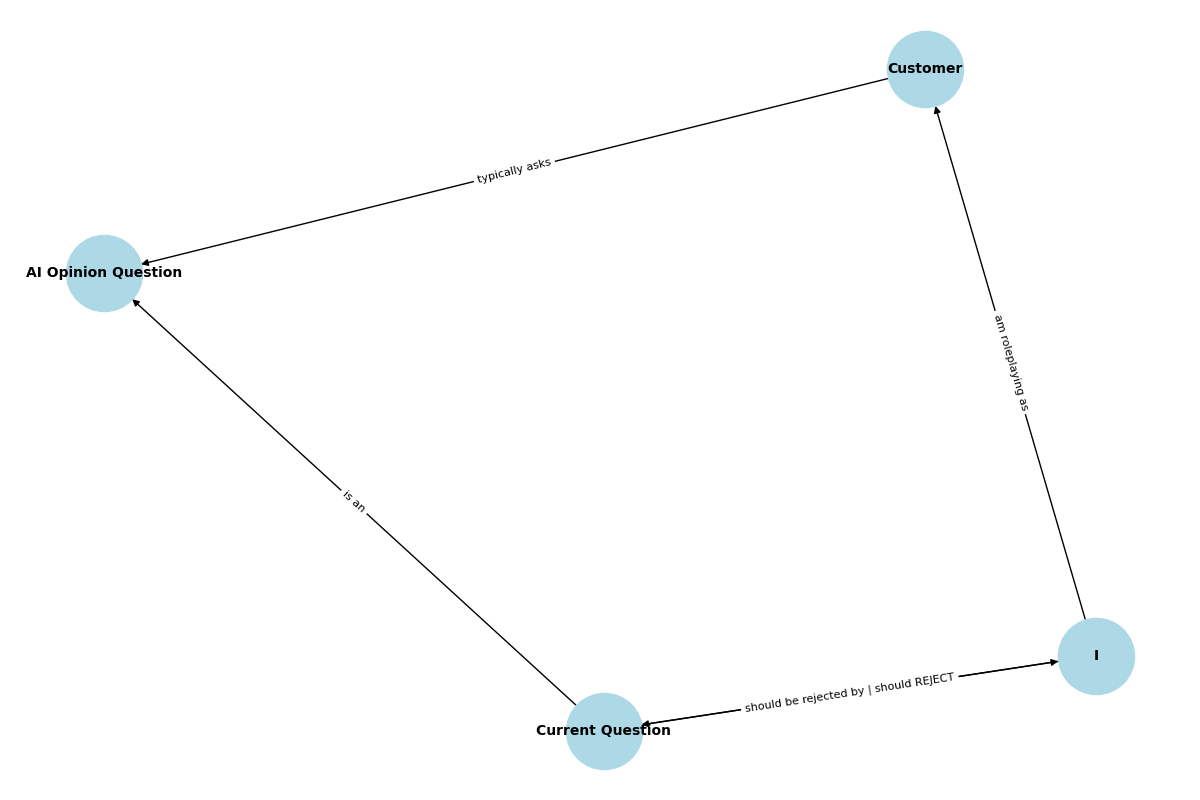 Customer
typically asks
AI Opinion Question
am roleplaying as
is an
I
should be rejected by | should REJECT
Current Question